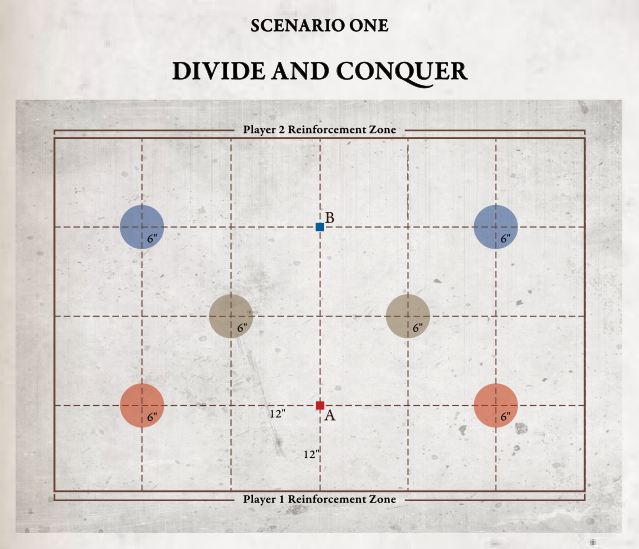 SCENARIO ONE
DIVIDE AND CONQUER
Player 2 Reinforcement Zone
B
6"
6"
6"
6"
6"
12"
A
6"
12"
Player 1 Reinforcement Zone